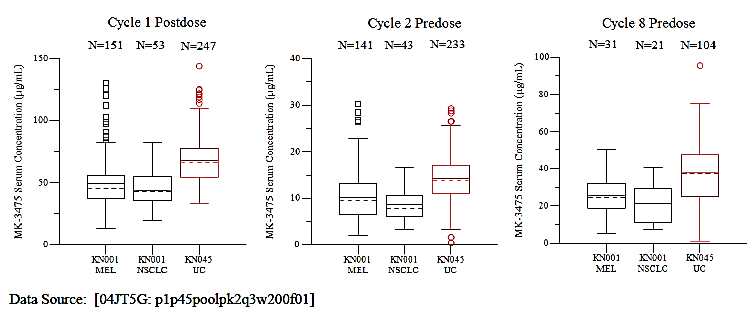 Cycle 1 Postdose
N=151 N=53 N=247
MK-3475 Serum Concentration (µg/mL)
150
100
50
0
KN001 KN001 KN045
MEL NSCLC UC
Cycle 2 Predose
N=141 N=43 N=233
MK-3475 Serum Concentration (µg/mL)
40
30
20
10
0
KN001 KN001 KN045
MEL NSCLC UC
Cycle 8 Predose
N=31 N=21 N=104
MK-3475 Serum Concentration (µg/mL)
100
80
60
40
20
0
KN001 KN001 KN045
MEL NSCLC UC
Data Source: [04JT5G: p1p45poolpk2q3w200f01]